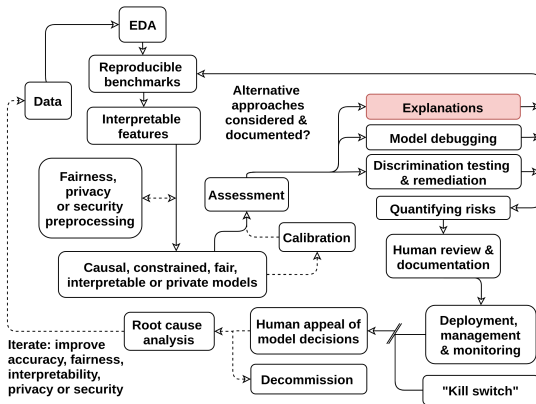 EDA
Reproducible
benchmarks
Data
Interpretable
features
Alternative
approaches
considered &
documented?
Explanations
Model debugging
Discrimination testing
& remediation
Fairness,
privacy
or security
preprocessing
Assessment
Quantifying risks
Calibration
Human review &
documentation
Causal, constrained, fair,
interpretable or private models
Root cause
analysis
Human appeal of
model decisions
Deployment,
management
& monitoring
Iterate: improve
accuracy, fairness,
interpretability,
privacy or security
Decommission
"Kill switch"